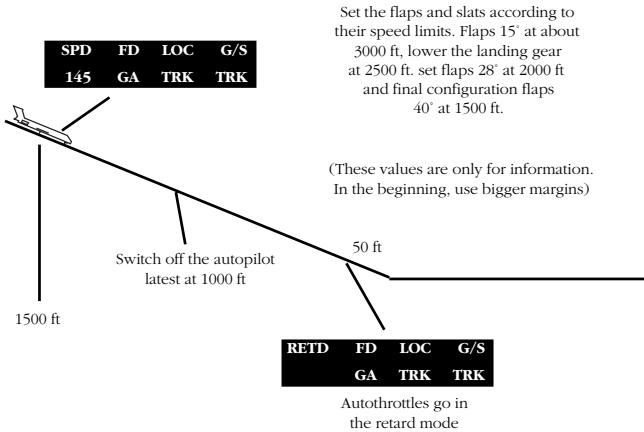 Set the flaps and slats according to
their speed limits. Flaps 15° at about
3000 ft, lower the landing gear
at 2500 ft. set flaps 28° at 2000 ft
and final configuration flaps
40° at 1500 ft.
SPD FD LOC G/S
145 GA TRK TRK
(These values are only for information.
In the beginning, use bigger margins)
50 ft
Switch off the autopilot
latest at 1000 ft
1500 ft
RETD FD LOC G/S
GA TRK TRK
Autothrottles go in
the retard mode